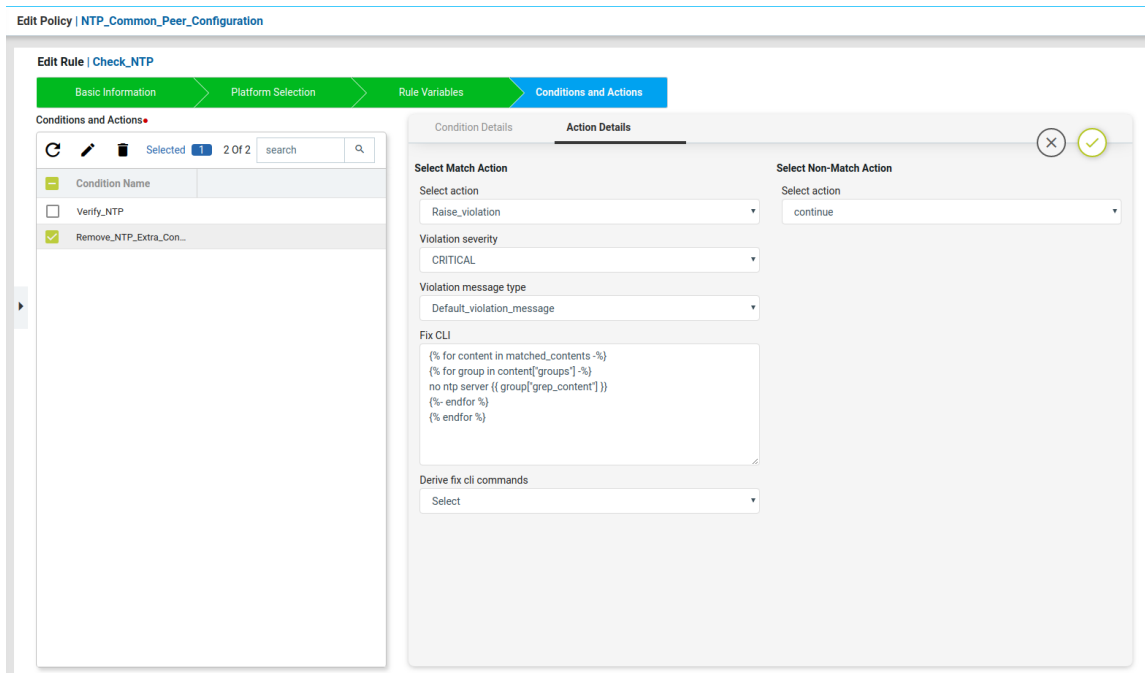 Edit Policy | NTP_Common_Peer_Configuration
Edit Rule | Check_NTP
Basic Information
Platform Selection
Rule Variables
Conditions and Actions
Conditions and Actions
Selected 1 2 Of 2 search
Condition Name
Verify_NTP
Remove_NTP_Extra_Con...
Condition Details
Action Details
Select Match Action
Select action
Raise_violation
Violation severity
CRITICAL
Violation message type
Default_violation_message
Fix CLI
{% for content in matched_contents -%}
{% for group in content["groups"] -%}
no ntp server {{ group["grep_content"] }}
{%- endfor %}
{% endfor %}
Derive fix cli commands
Select
Select Non-Match Action
Select action
continue